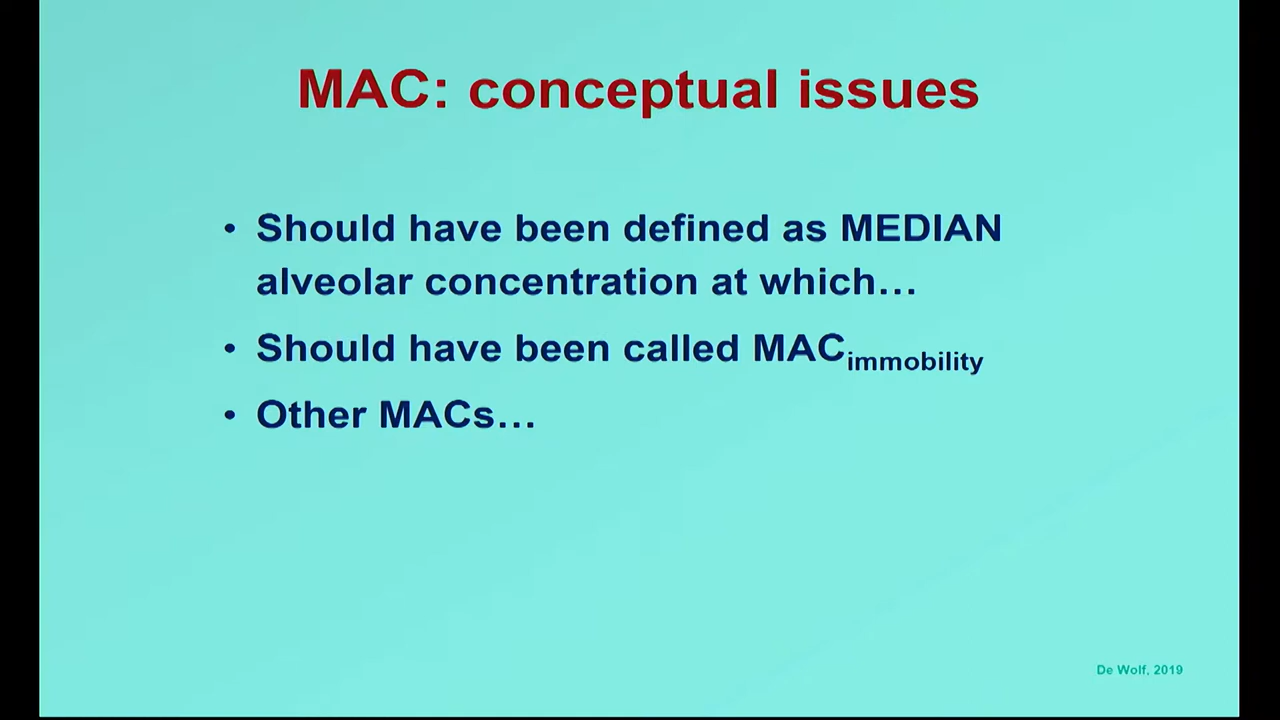 MAC: conceptual issues
• Should have been defined as MEDIAN
alveolar concentration at which…
• Should have been called MACimmobility
• Other MACs…
De Wolf, 2019